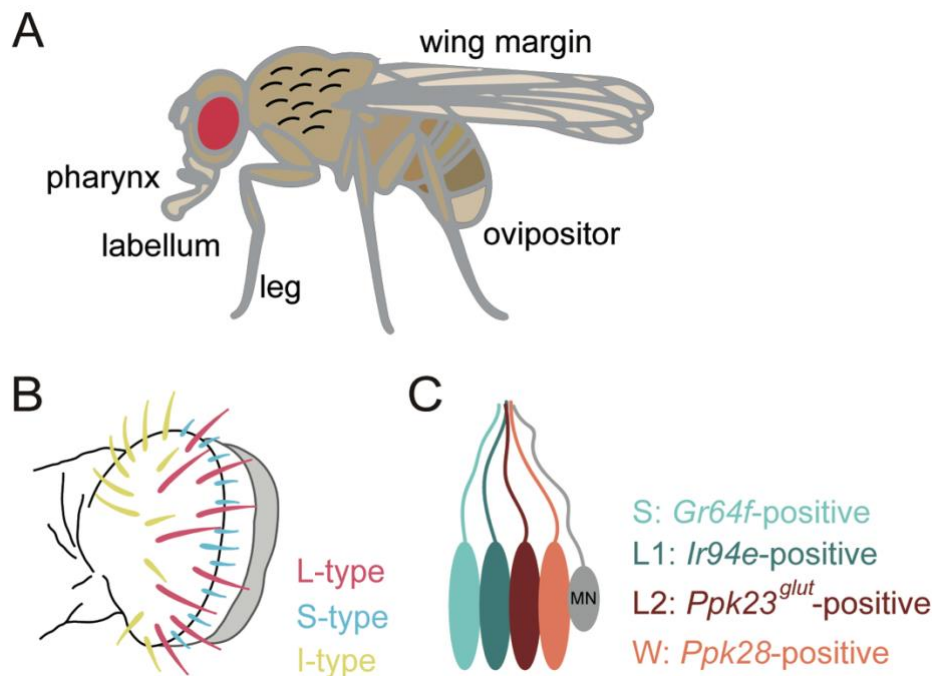 A
wing margin
pharynx
labellum
leg
ovipositor
B
L-type
S-type
I-type
C
MN
S: Gr64f-positive
L1: Ir94e-positive
L2: Ppk23glut-positive
W: Ppk28-positive